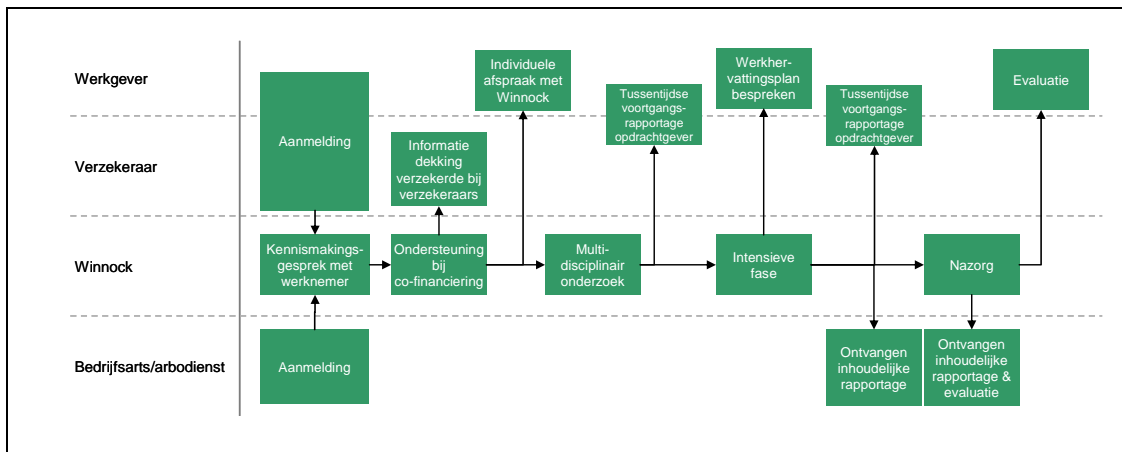 Werkgever
Individuele
afspraak met
Winnock
Werkher-
vattingsplan
bespreken
Evaluatie
Tussentijdse
voortgangs-
rapportage
opdrachtgever
Tussentijdse
voortgangs-
rapportage
opdrachtgever
Aanmelding
Verzekeraar
Informatie
dekking
verzekerde bij
verzekeraars
Winnock
Kennismakings-
gesprek met
werknemer
Ondersteuning
bij
co-financiering
Multi-
disciplinair
onderzoek
Intensieve
fase
Nazorg
Bedrijfsarts/arbodienst
Aanmelding
Ontvangen
inhoudelijke
rapportage
Ontvangen
inhoudelijke
rapportage &
evaluatie